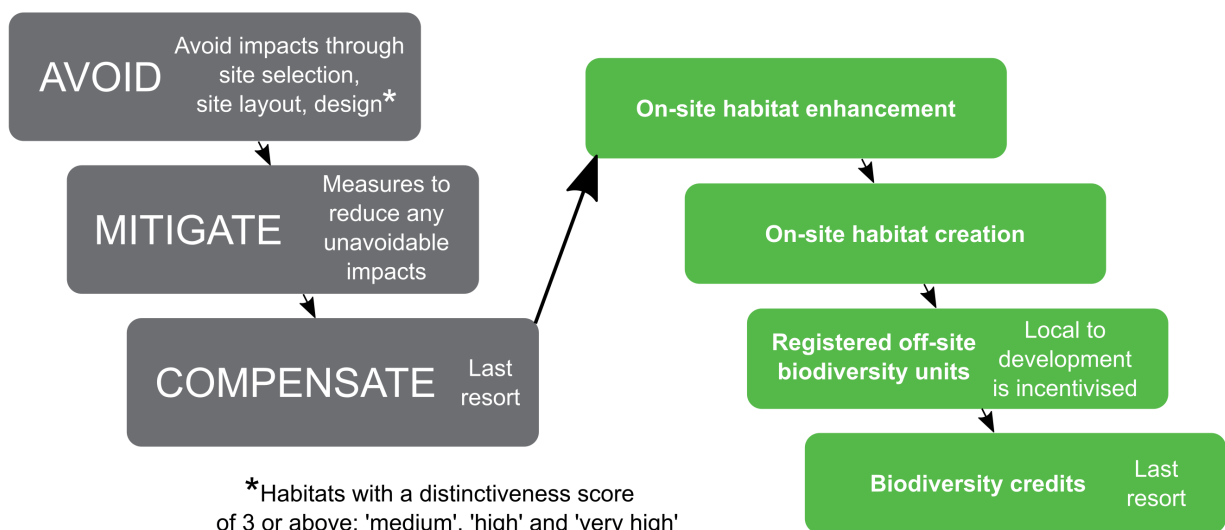 AVOID
Avoid impacts through
site selection,
site layout, design*
MITIGATE
Measures to
reduce any
unavoidable
impacts
COMPENSATE
Last
resort
On-site habitat enhancement
On-site habitat creation
Registered off-site
biodiversity units
Local to
development
is incentivised
Biodiversity credits
Last
resort
*Habitats with a distinctiveness score
of 3 or above: 'medium', 'high' and 'very high'